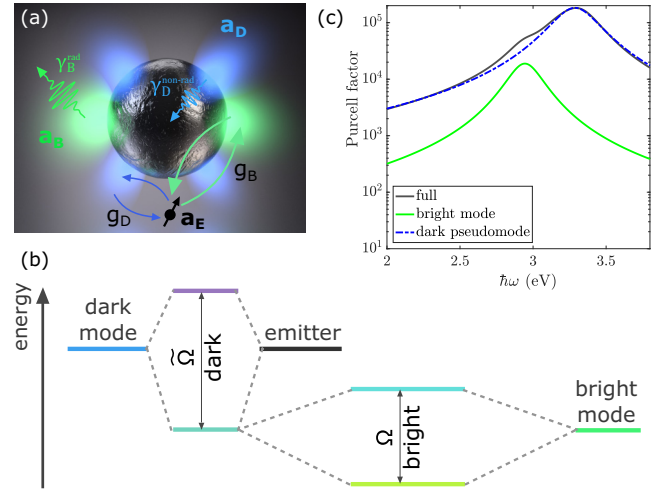 (a)
a_D
γ_B^rad
γ_D^non-rad
a_B
g_B
g_D
a_E
(b)
energy
dark
mode
Ω̃
dark
emitter
Ω
bright
bright
mode
(c)
Purcell factor
10^5
10^4
10^3
10^2
10^1
full
bright mode
dark pseudomode
2 2.5 3 3.5
ħω (eV)